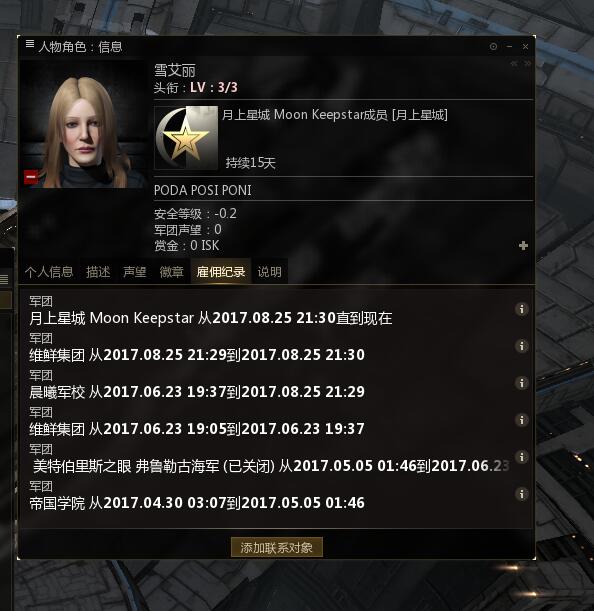 人物角色：信息
雪艾丽
头衔：LV：3/3
月上星城 Moon Keepstar成员 [月上星城]
持续15天
PODA POSI PONI
安全等级：-0.2
军团声望：0
赏金：0 ISK
个人信息 描述 声望 徽章 雇佣纪录 说明
军团
月上星城 Moon Keepstar 从2017.08.25 21:30直到现在
军团
维鲜集团 从2017.08.25 21:29到2017.08.25 21:30
军团
晨曦军校 从2017.06.23 19:37到2017.08.25 21:29
军团
维鲜集团 从2017.06.23 19:05到2017.06.23 19:37
军团
美特伯里斯之眼 弗鲁勒古海军 (已关闭) 从2017.05.05 01:46到2017.06.23
军团
帝国学院 从2017.04.30 03:07到2017.05.05 01:46
添加联系对象